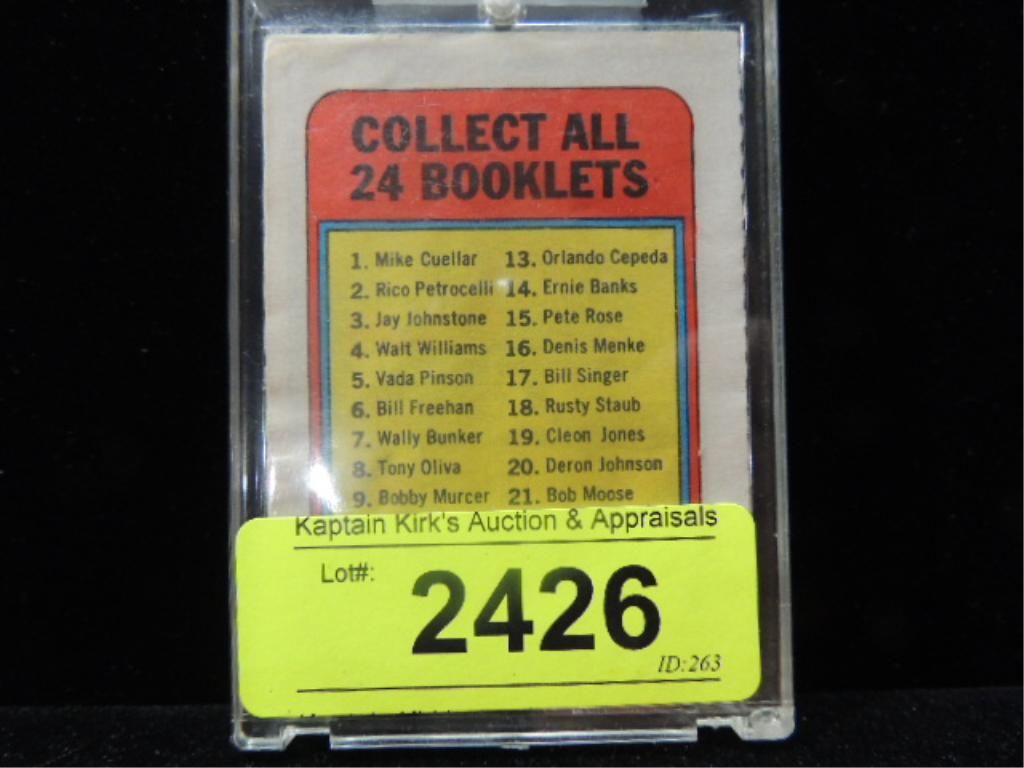 COLLECT ALL
24 BOOKLETS
1. Mike Cuellar 13. Orlando Cepeda
2. Rico Petrocelli 14. Ernie Banks
3. Jay Johnstone 15. Pete Rose
4. Walt Williams 16. Denis Menke
5. Vada Pinson 17. Bill Singer
6. Bill Freehan 18. Rusty Staub
7. Wally Bunker 19. Cleon Jones
8. Tony Oliva 20. Deron Johnson
9. Bobby Murcer 21. Bob Moose
Kaptain Kirk's Auction & Appraisals
Lot#: 2426
ID:263